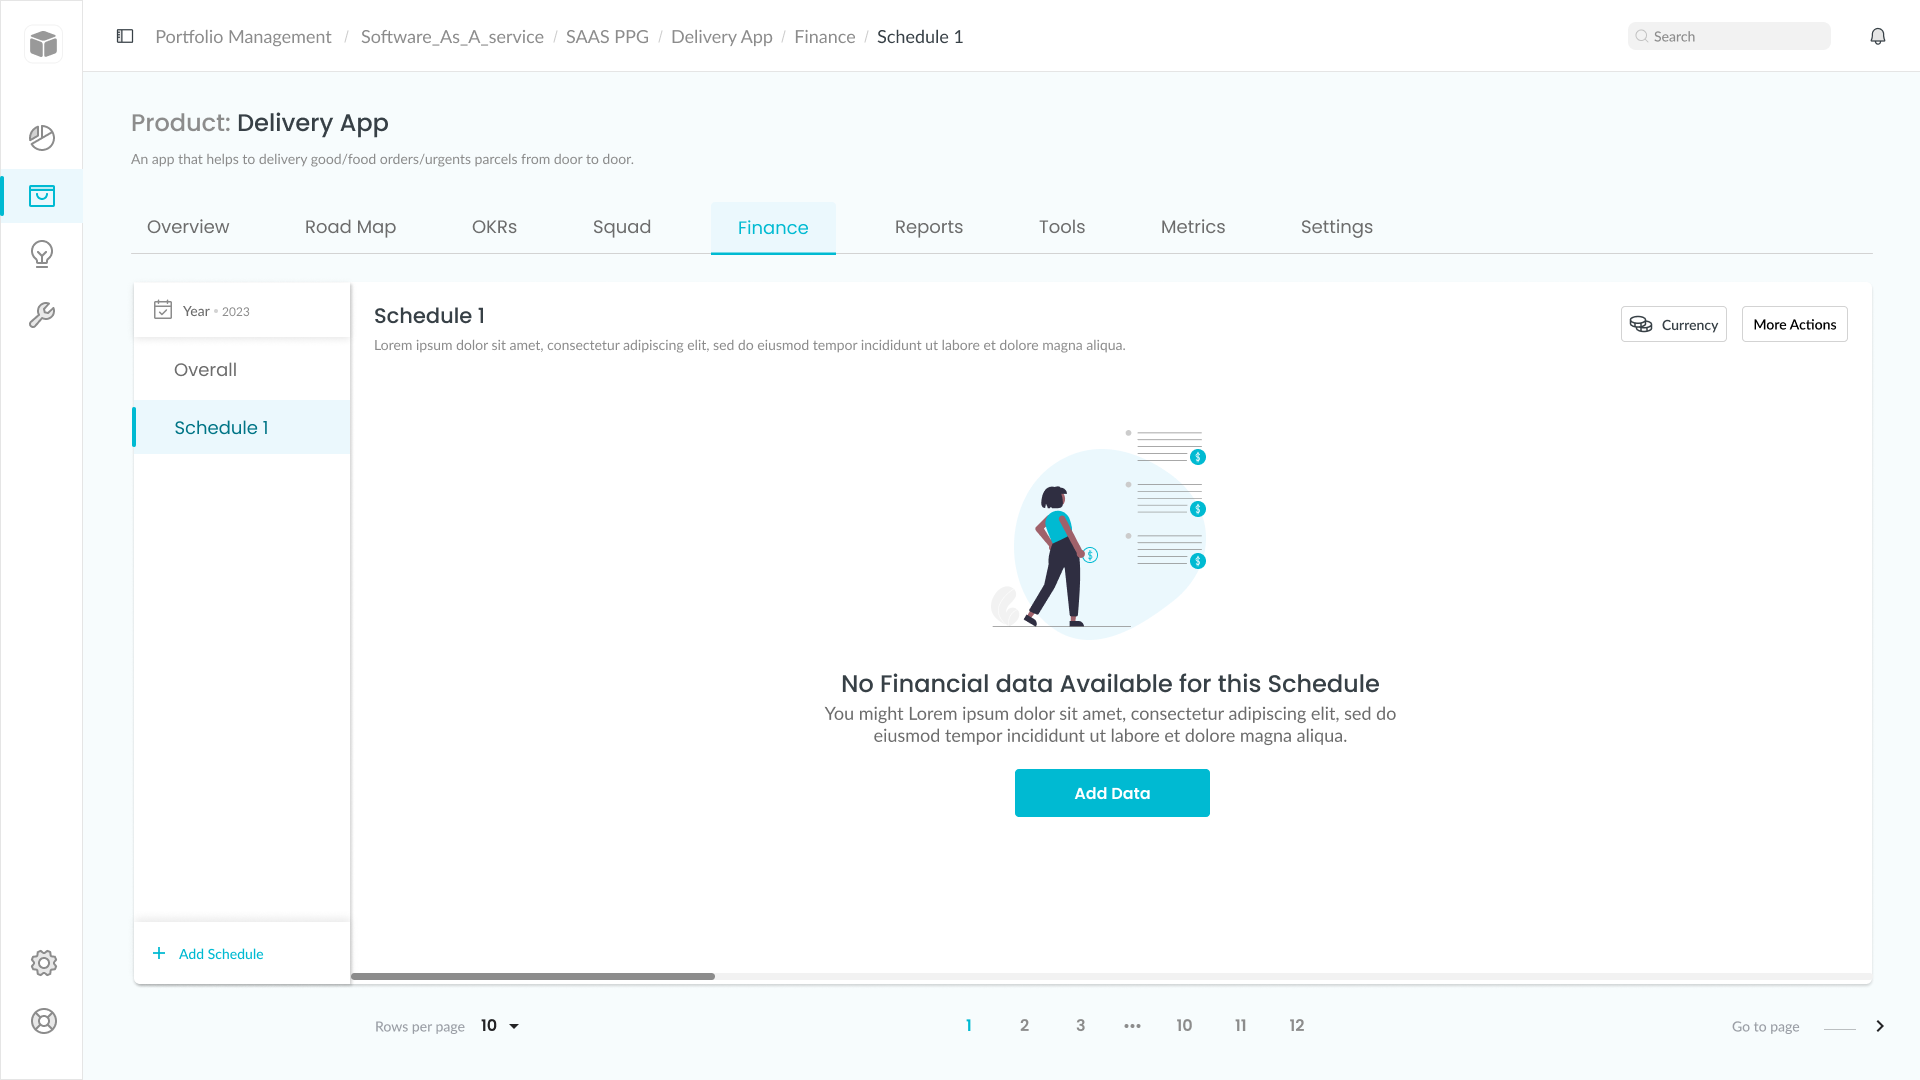 Portfolio Management / Software_As_A_service / SAAS PPG / Delivery App / Finance / Schedule 1
Search
Product: Delivery App
An app that helps to delivery good/food orders/urgents parcels from door to door.
Overview Road Map OKRs Squad Finance Reports Tools Metrics Settings
Year • 2023
Overall
Schedule 1
Add Schedule
Schedule 1
Lorem ipsum dolor sit amet, consectetur adipiscing elit, sed do eiusmod tempor incididunt ut labore et dolore magna aliqua.
Currency
More Actions
$
$
$
$
No Financial data Available for this Schedule
You might Lorem ipsum dolor sit amet, consectetur adipiscing elit, sed do
eiusmod tempor incididunt ut labore et dolore magna aliqua.
Add Data
Rows per page 10
1 2 3 ••• 10 11 12
Go to page